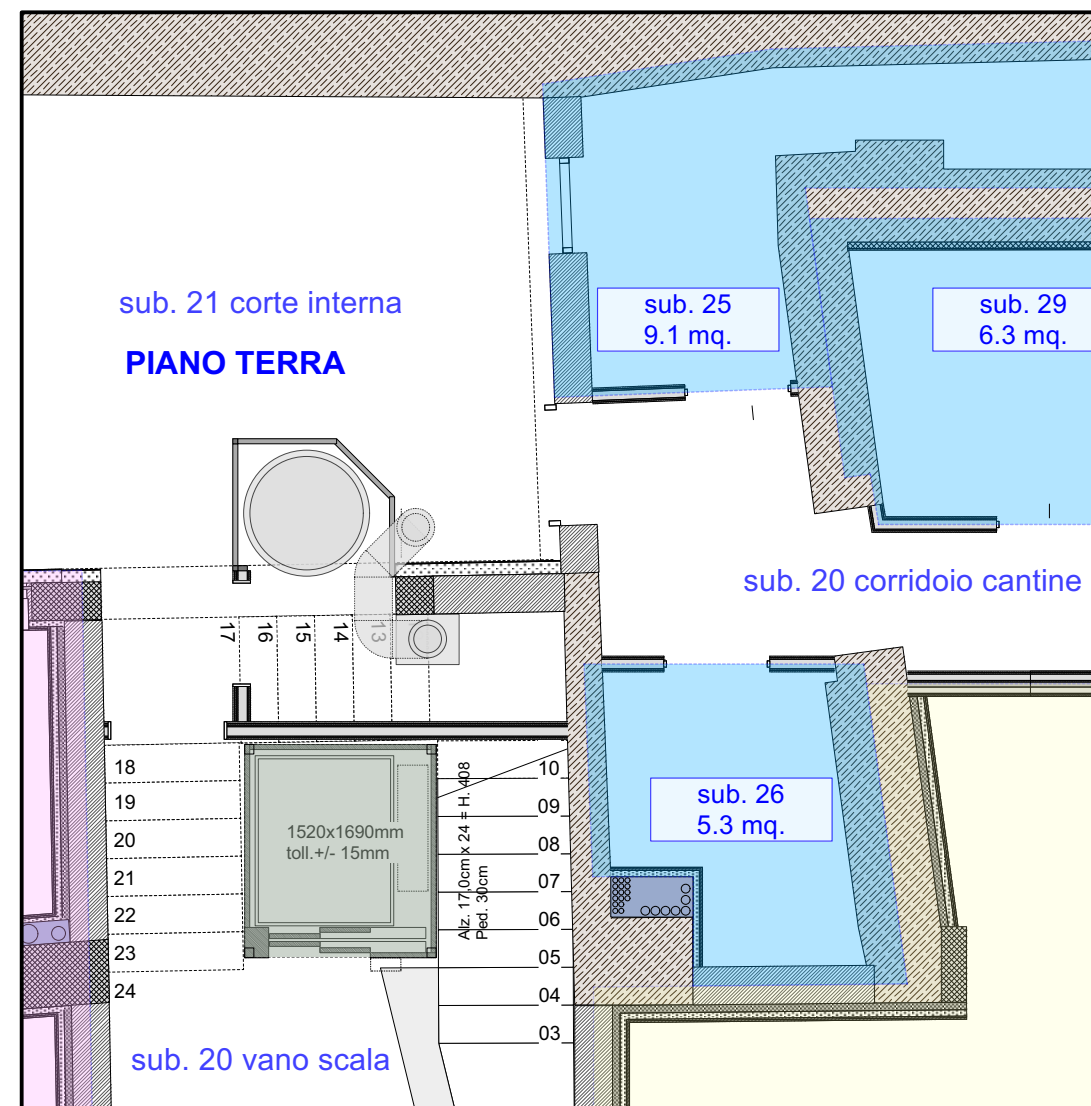 sub. 25
9.1 mq.
sub. 29
6.3 mq.
sub. 21 corte interna
PIANO TERRA
sub. 20 corridoio cantine
17
16
15
14
13
18
19
20
21
22
23
24
1520x1690mm
toll.+/- 15mm
Alz. 17,0cm x 24 = H. 408
Ped. 30cm
10
09
08
07
06
05
04
03
sub. 26
5.3 mq.
sub. 20 vano scala